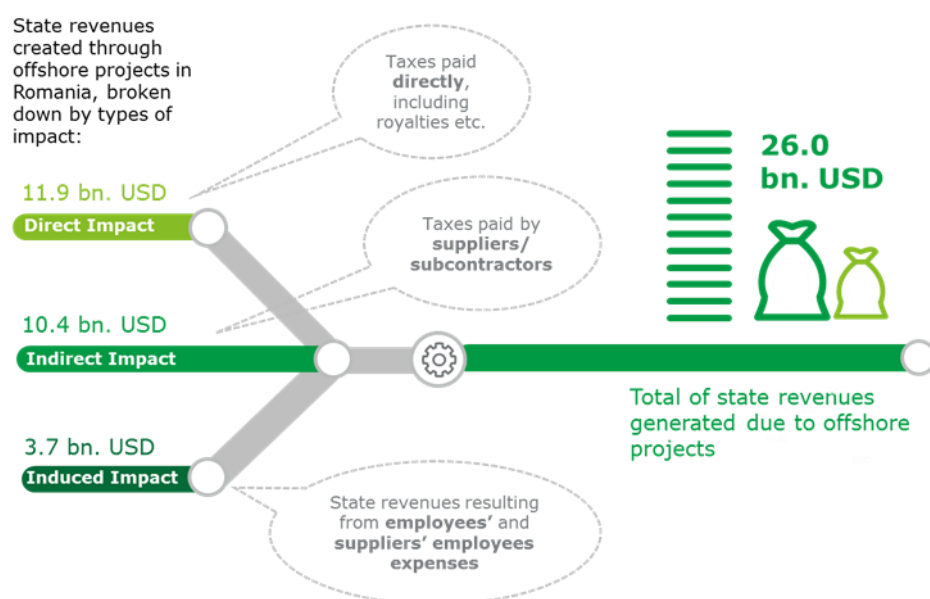 State revenues
created through
offshore projects in
Romania, broken
down by types of
impact:
Taxes paid
directly,
including
royalties etc.
11.9 bn. USD
Direct Impact
Taxes paid by
suppliers/
subcontractors
10.4 bn. USD
Indirect Impact
3.7 bn. USD
Induced Impact
State revenues resulting
from employees’ and
suppliers’ employees
expenses
26.0
bn. USD
Total of state revenues
generated due to offshore
projects